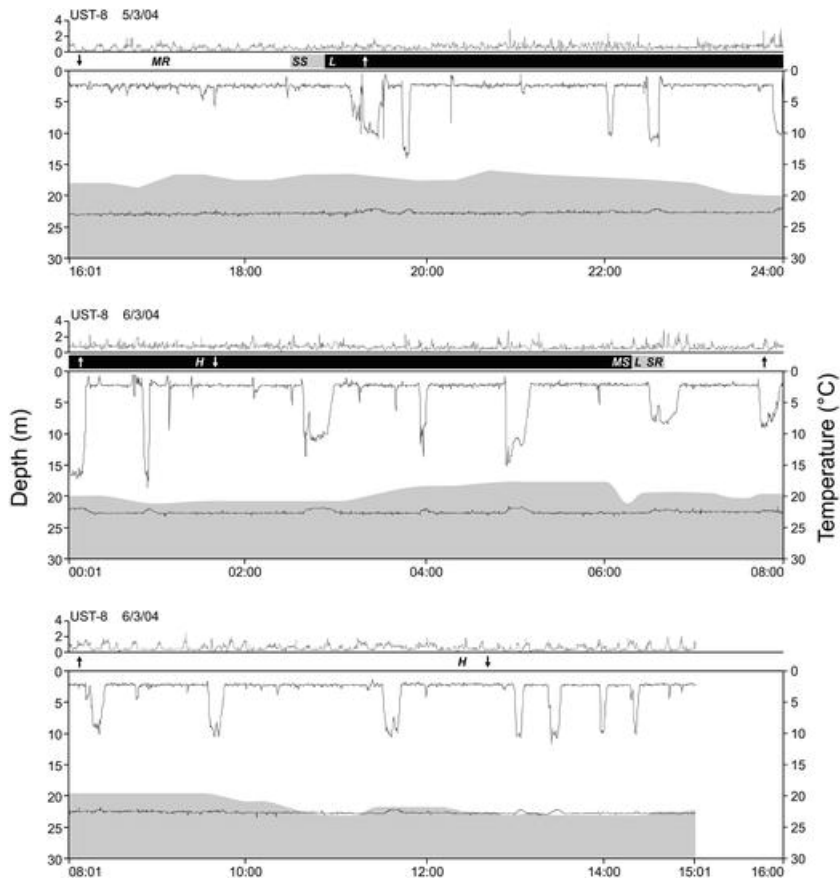 UST-8 5/3/04
4
2
0
↓ MR SS L ↑
0 0
5 5
10 10
15 15
20 20
25 25
30 30
16:01 18:00 20:00 22:00 24:00
UST-8 6/3/04
4
2
0
↑ H ↓ MS L SR ↑
0 0
5 5
10 10
15 15
20 20
25 25
30 30
00:01 02:00 04:00 06:00 08:00
Depth (m)
Temperature (°C)
UST-8 6/3/04
4
2
0
↑ H ↓
0 0
5 5
10 10
15 15
20 20
25 25
30 30
08:01 10:00 12:00 14:00 15:01 16:00